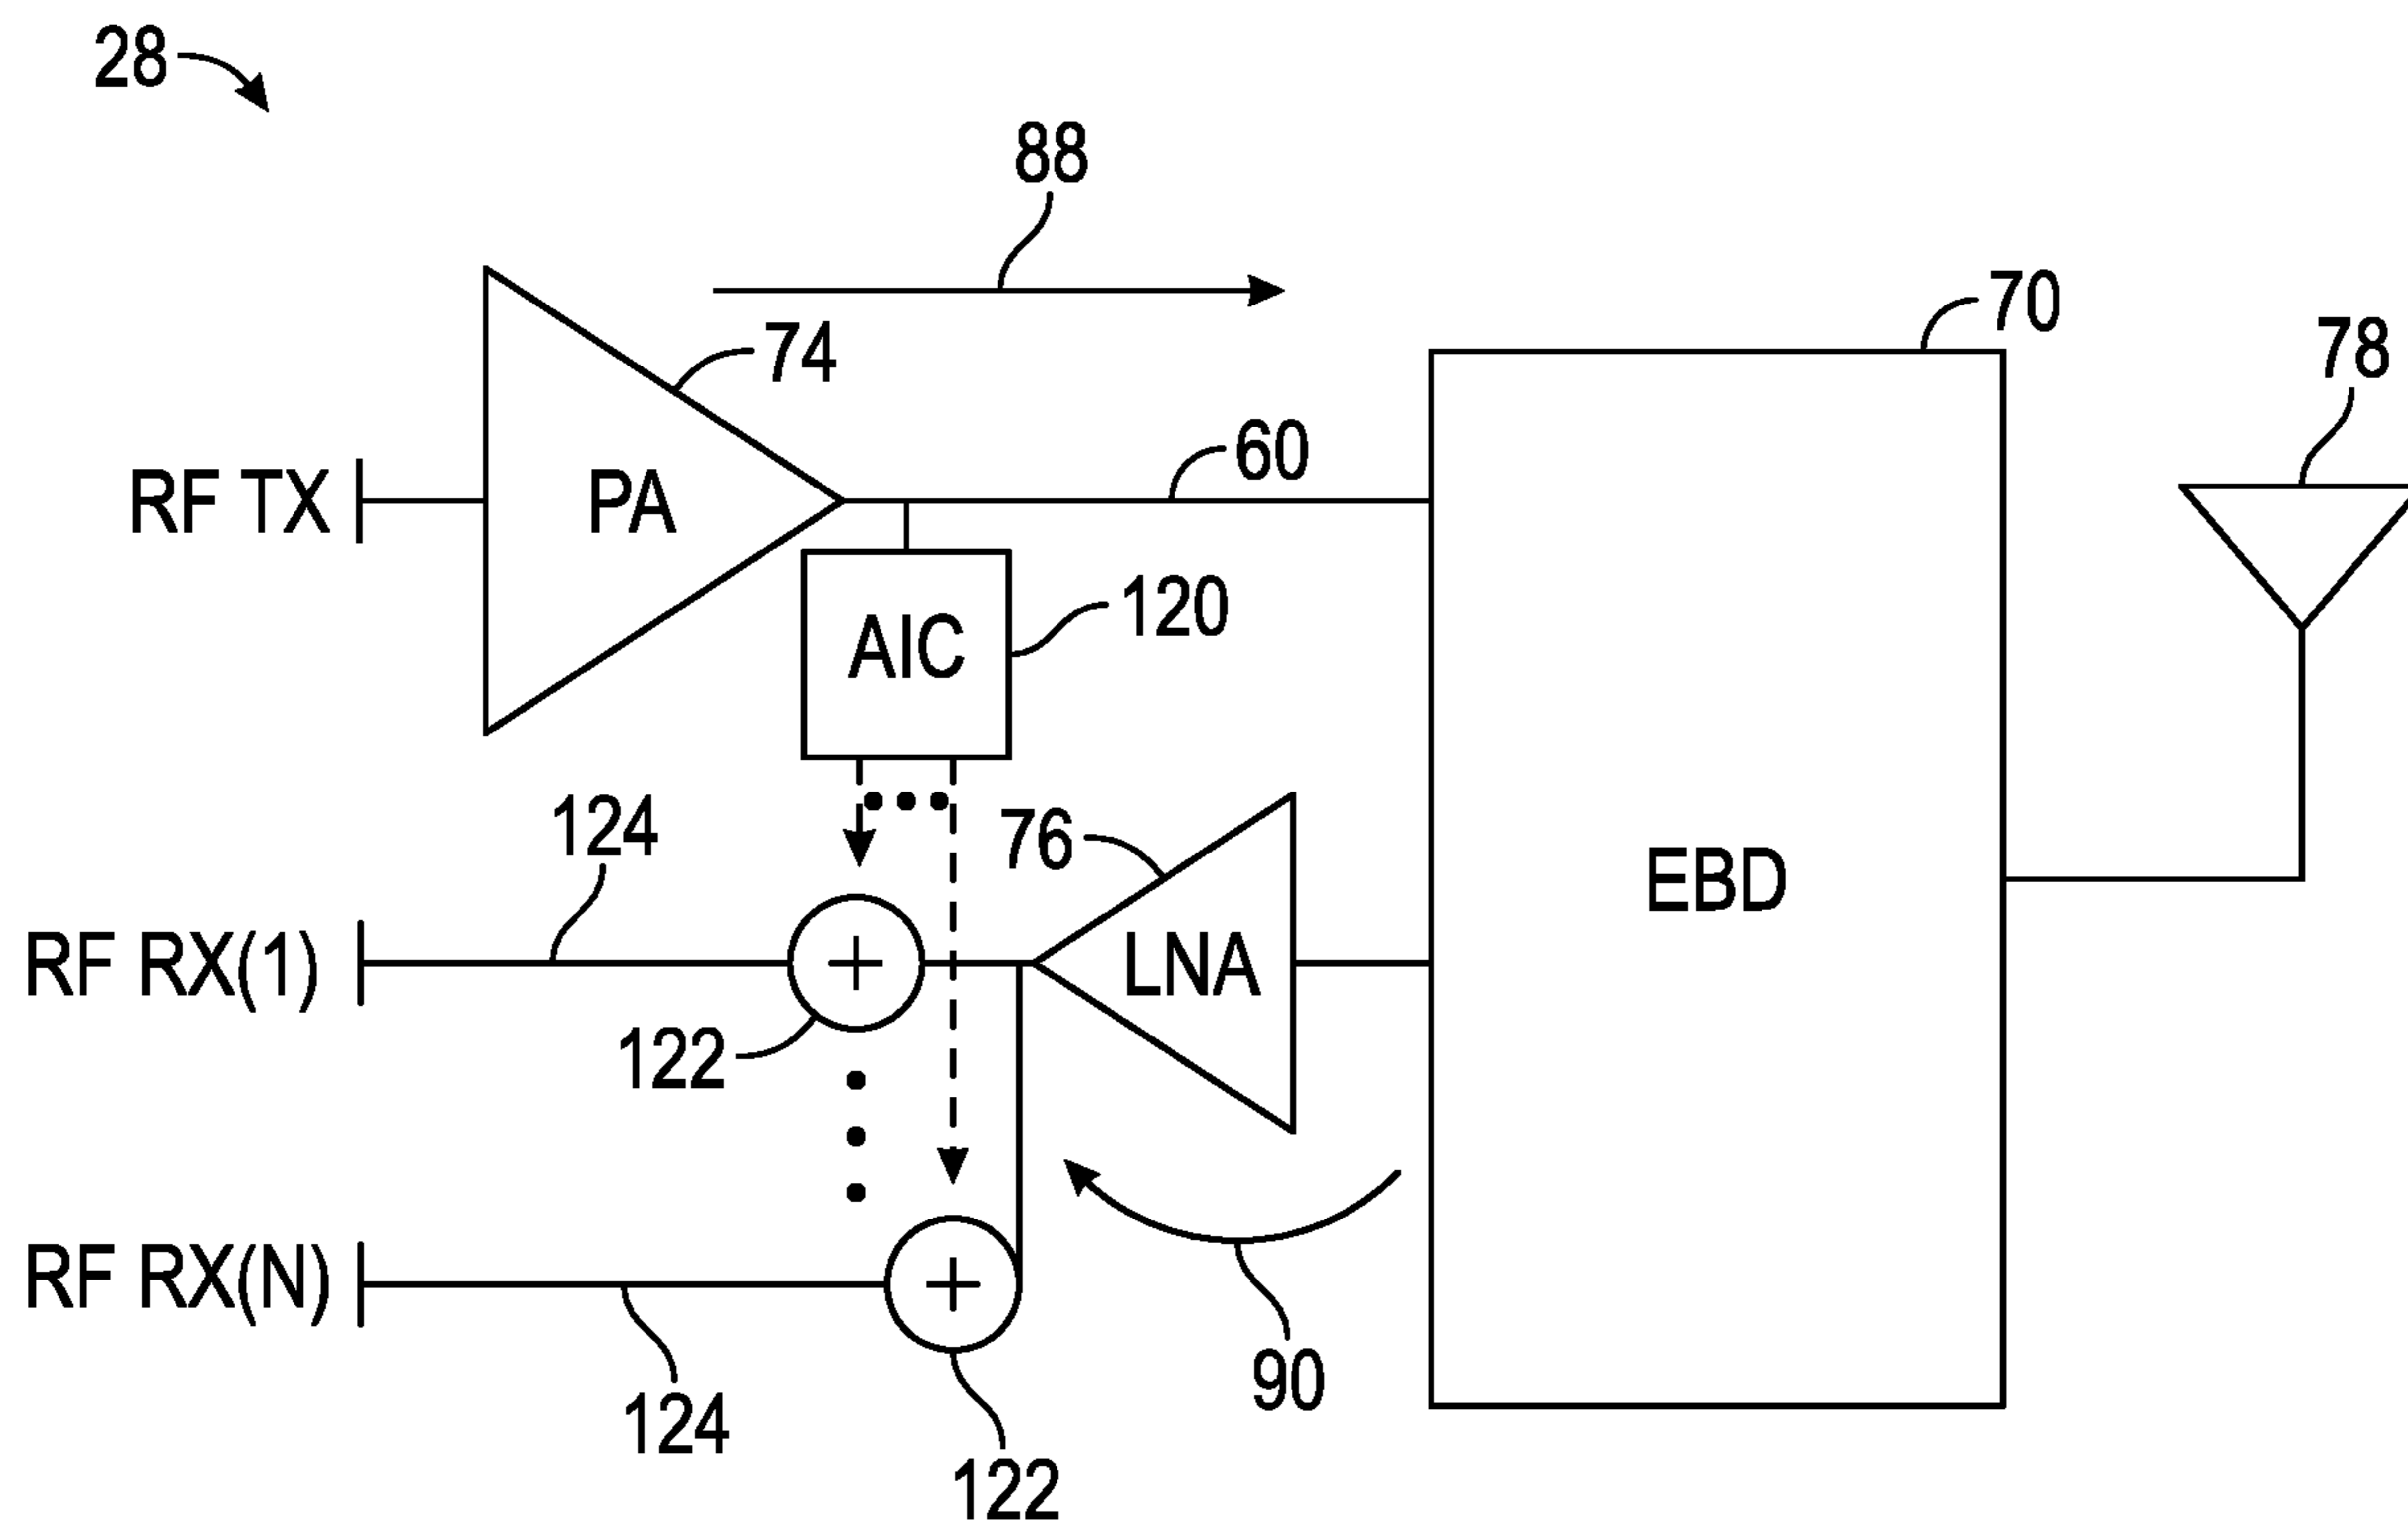 28
88
74
70
78
RF TX
PA
60
AIC
120
124
76
RF RX(1)
+
LNA
EBD
122
RF RX(N)
+
124
90
122